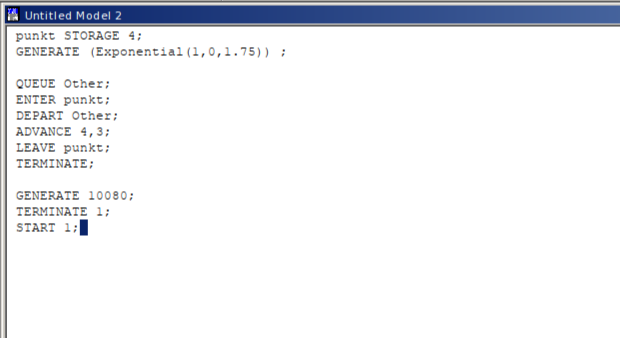 Untitled Model 2
punkt STORAGE 4;
GENERATE (Exponential(1,0,1.75)) ;
QUEUE Other;
ENTER punkt;
DEPART Other;
ADVANCE 4,3;
LEAVE punkt;
TERMINATE;
GENERATE 10080;
TERMINATE 1;
START 1;